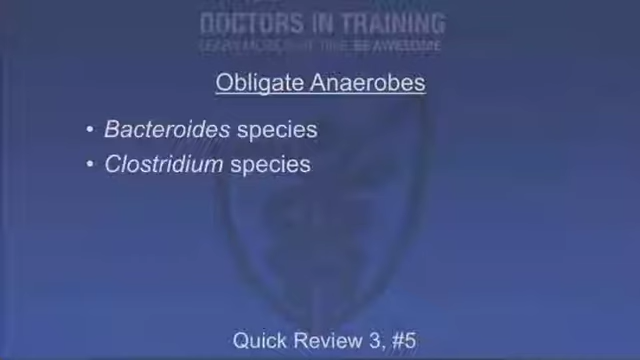 DOCTORS IN TRAINING
Obligate Anaerobes
• Bacteroides species
• Clostridium species
Quick Review 3, #5